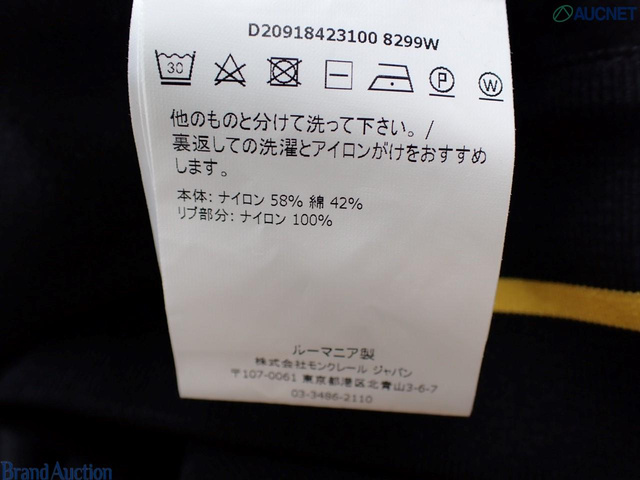 AUCNET
D20918423100 8299W
30
P
W
他のものと分けて洗って下さい。/
裏返しての洗濯とアイロンがけをおすすめ
します。
本体: ナイロン 58% 綿 42%
リブ部分: ナイロン 100%
ルーマニア製
株式会社モンクレール ジャパン
〒107-0061 東京都港区北青山3-6-7
03-3486-2110
Brand Auction